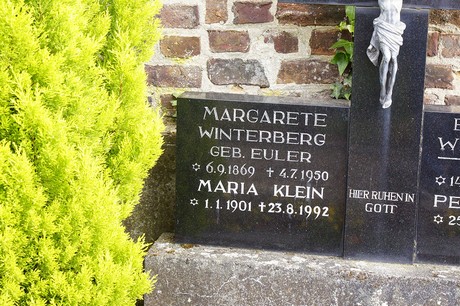 MARGARETE
WINTERBERG
GEB. EULER
✡ 6.9.1869 ✝ 4.7.1950
MARIA KLEIN
✡ 1.1.1901 ✝ 23.8.1992
HIER RUHEN IN
GOTT